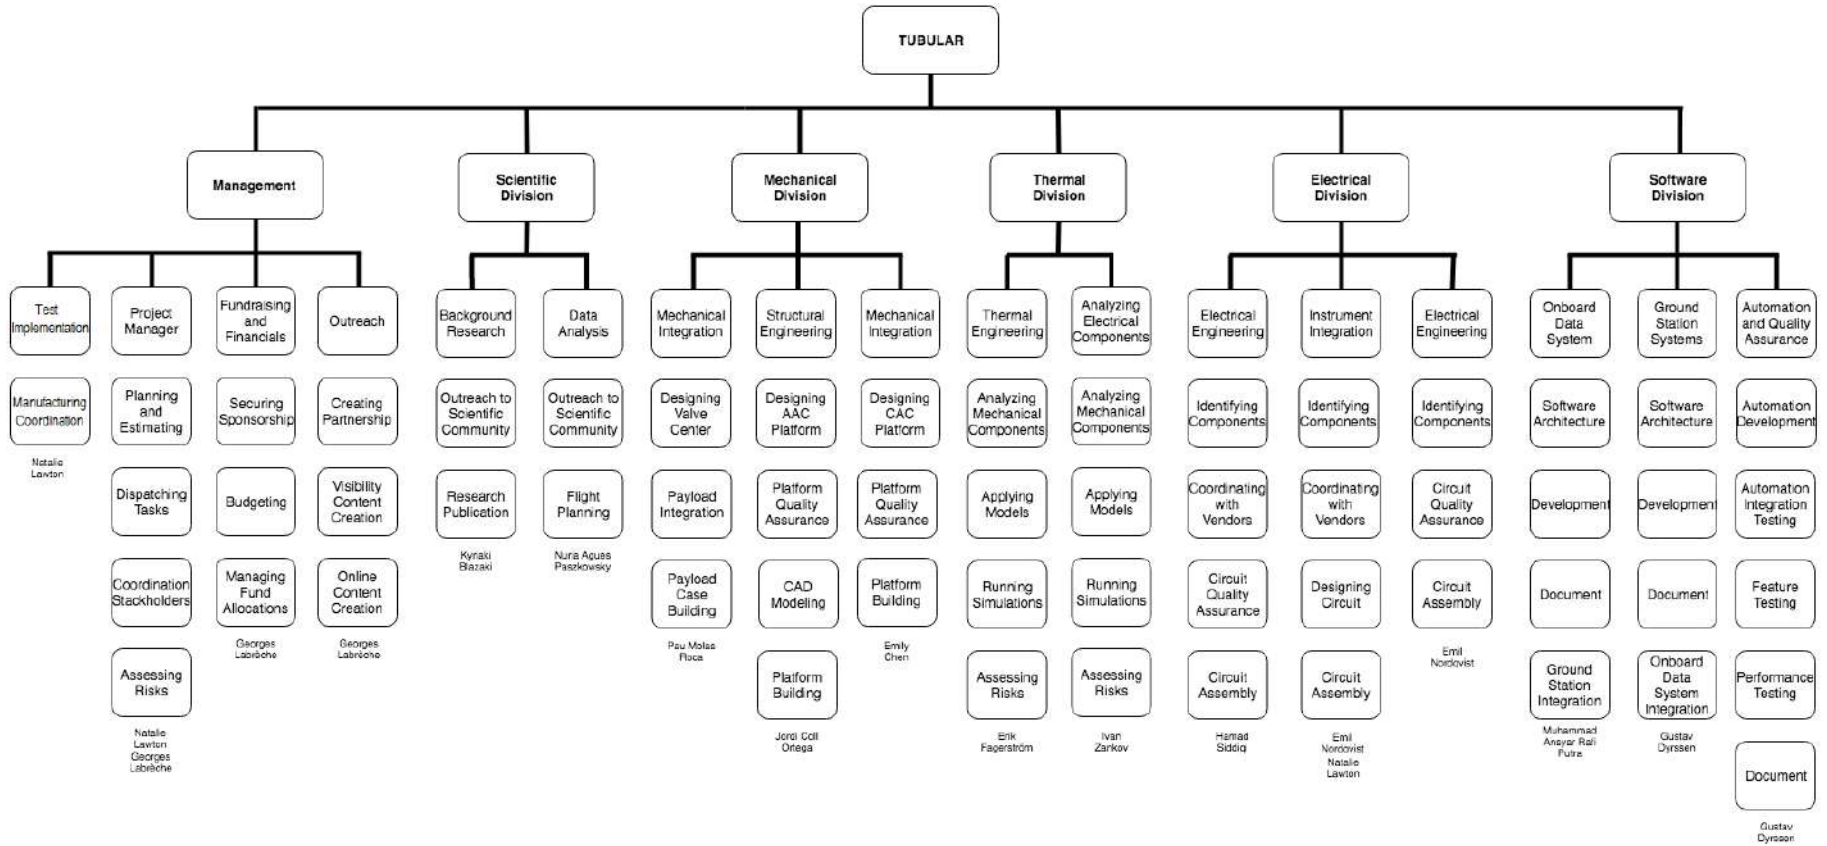 TUBULAR
Management
Scientific
Division
Mechanical
Division
Thermal
Division
Electrical
Division
Software
Division
Test
Implementation
Manufacturing
Coordination
Natalie
Lawton
Project
Manager
Planning
and
Estimating
Dispatching
Tasks
Coordination
Stackholders
Assessing
Risks
Natalie
Lawton
Georges
Labrèche
Fundraising
and
Financials
Securing
Sponsorship
Budgeting
Managing
Fund
Allocations
Georges
Labrèche
Outreach
Creating
Partnership
Visibility
Content
Creation
Online
Content
Creation
Georges
Labrèche
Background
Research
Outreach to
Scientific
Community
Research
Publication
Kyriaki
Blazaki
Data
Analysis
Outreach to
Scientific
Community
Flight
Planning
Nuria Agues
Paszkowsky
Mechanical
Integration
Designing
Valve
Center
Payload
Integration
Payload
Case
Building
Pau Molas
Roca
Structural
Engineering
Designing
AAC
Platform
Platform
Quality
Assurance
CAD
Modeling
Platform
Building
Jordi Coll
Ortega
Mechanical
Integration
Designing
CAC
Platform
Platform
Quality
Assurance
Platform
Building
Emily
Chen
Thermal
Engineering
Analyzing
Mechanical
Components
Applying
Models
Running
Simulations
Assessing
Risks
Erik
Fagerström
Analyzing
Electrical
Components
Analyzing
Mechanical
Components
Applying
Models
Running
Simulations
Assessing
Risks
Ivan
Zankov
Electrical
Engineering
Identifying
Components
Coordinating
with
Vendors
Circuit
Quality
Assurance
Circuit
Assembly
Hamad
Siddiqi
Instrument
Integration
Identifying
Components
Coordinating
with
Vendors
Designing
Circuit
Circuit
Assembly
Emil
Nordqvist
Natalie
Lawton
Electrical
Engineering
Identifying
Components
Circuit
Quality
Assurance
Circuit
Assembly
Emil
Nordqvist
Onboard
Data
System
Software
Architecture
Development
Document
Ground
Station
Integration
Muhammad
Ansyar Rafi
Putra
Ground
Station
Systems
Software
Architecture
Development
Document
Onboard
Data
System
Integration
Gustav
Dyrssen
Automation
and Quality
Assurance
Automation
Development
Automation
Integration
Testing
Feature
Testing
Performance
Testing
Document
Gustav
Dyrssen